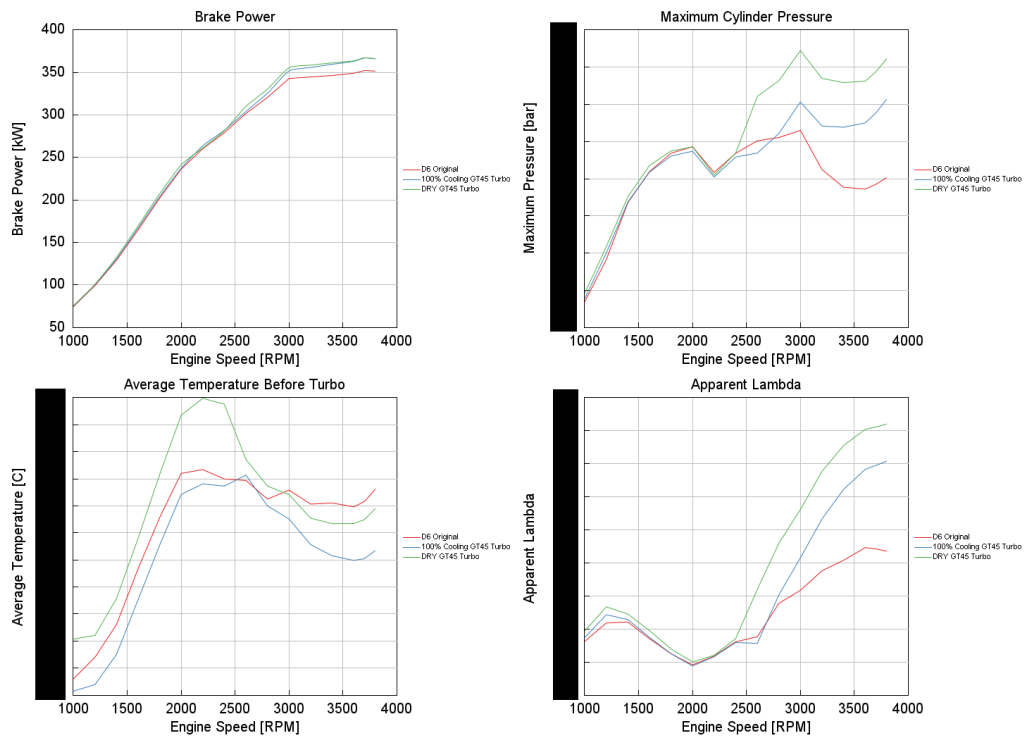 Brake Power
400
350
300
250
200
150
100
50
Brake Power [kW]
1000 1500 2000 2500 3000 3500 4000
Engine Speed [RPM]
D6 Original
100% Cooling GT45 Turbo
DRY GT45 Turbo
Maximum Cylinder Pressure
Maximum Pressure [bar]
1000 1500 2000 2500 3000 3500 4000
Engine Speed [RPM]
D6 Original
100% Cooling GT45 Turbo
DRY GT45 Turbo
Average Temperature Before Turbo
Average Temperature [C]
1000 1500 2000 2500 3000 3500 4000
Engine Speed [RPM]
D6 Original
100% Cooling GT45 Turbo
DRY GT45 Turbo
Apparent Lambda
Apparent Lambda
1000 1500 2000 2500 3000 3500 4000
Engine Speed [RPM]
D6 Original
100% Cooling GT45 Turbo
DRY GT45 Turbo